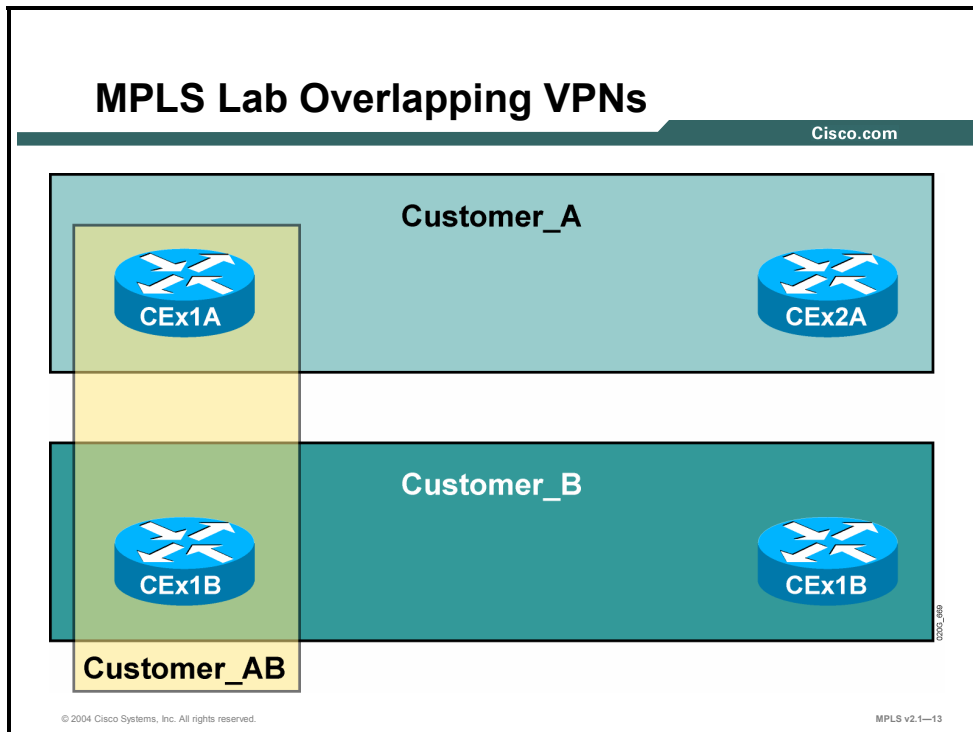 MPLS Lab Overlapping VPNs
Cisco.com
Customer_A
CEx1A
CEx2A
Customer_B
CEx1B
CEx1B
Customer_AB
020G_669
© 2004 Cisco Systems, Inc. All rights reserved.
MPLS v2.1—13